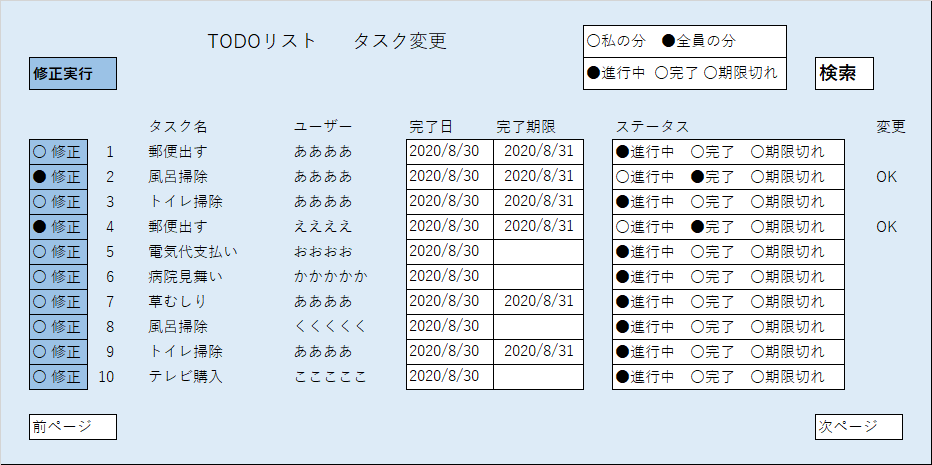 TODOリスト　　タスク変更
○私の分　●全員の分
修正実行　●進行中 ○完了 ○期限切れ　検索
タスク名　ユーザー　完了日　完了期限　ステータス　変更
○ 修正　1　郵便出す　ああああ　2020/8/30　2020/8/31　●進行中　○完了　○期限切れ
● 修正　2　風呂掃除　ああああ　2020/8/30　2020/8/31　○進行中　●完了　○期限切れ　OK
○ 修正　3　トイレ掃除　ああああ　2020/8/30　2020/8/31　●進行中　○完了　○期限切れ
● 修正　4　郵便出す　ええええ　2020/8/30　2020/8/31　○進行中　●完了　○期限切れ　OK
○ 修正　5　電気代支払い　おおおお　2020/8/30　●進行中　○完了　○期限切れ
○ 修正　6　病院見舞い　かかかかか　2020/8/30　●進行中　○完了　○期限切れ
○ 修正　7　草むしり　ああああ　2020/8/30　2020/8/31　●進行中　○完了　○期限切れ
○ 修正　8　風呂掃除　くくくくく　2020/8/30　●進行中　○完了　○期限切れ
○ 修正　9　トイレ掃除　ああああ　2020/8/30　2020/8/31　●進行中　○完了　○期限切れ
○ 修正　10　テレビ購入　こここここ　2020/8/30　●進行中　○完了　○期限切れ
前ページ　次ページ